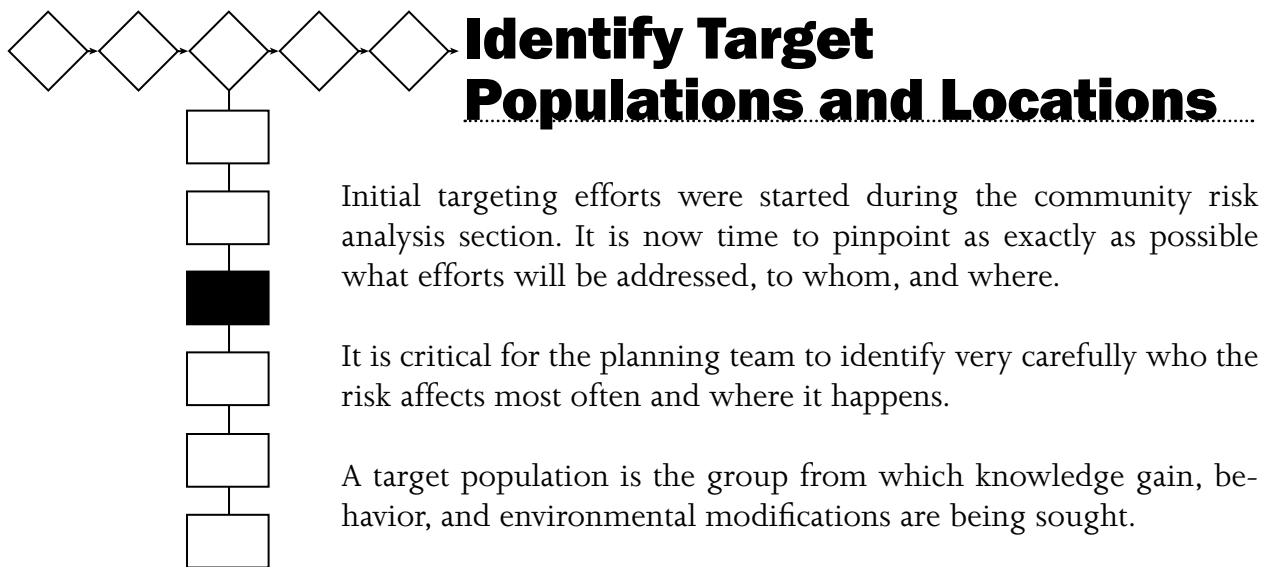 Identify Target
Populations and Locations
Initial targeting efforts were started during the community risk
analysis section. It is now time to pinpoint as exactly as possible
what efforts will be addressed, to whom, and where.
It is critical for the planning team to identify very carefully who the
risk affects most often and where it happens.
A target population is the group from which knowledge gain, be-
havior, and environmental modifications are being sought.